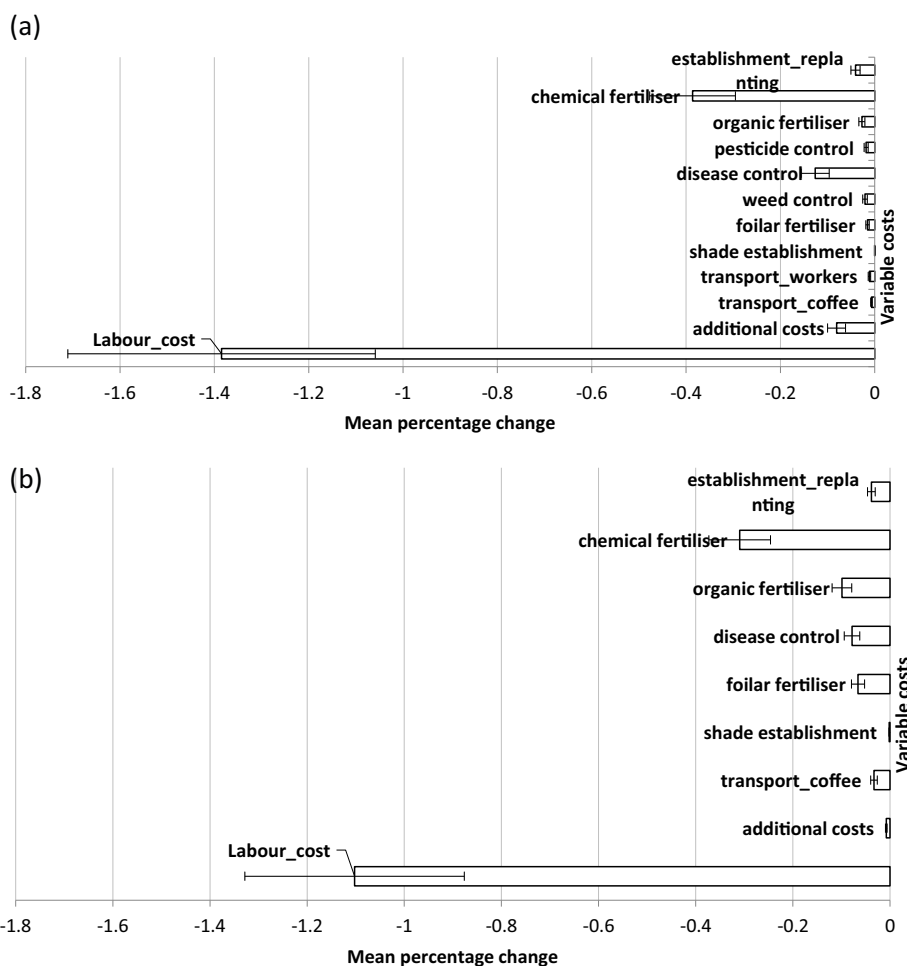 (a)
establishment_repla
nting
chemical fertiliser
organic fertiliser
pesticide control
disease control
weed control
foilar fertiliser
shade establishment
transport_workers
transport_coffee
additional costs
Labour_cost
Variable costs
-1.8 -1.6 -1.4 -1.2 -1 -0.8 -0.6 -0.4 -0.2 0
Mean percentage change
(b)
establishment_repla
nting
chemical fertiliser
organic fertiliser
disease control
foilar fertiliser
shade establishment
transport_coffee
additional costs
Labour_cost
Variable costs
-1.8 -1.6 -1.4 -1.2 -1 -0.8 -0.6 -0.4 -0.2 0
Mean percentage change